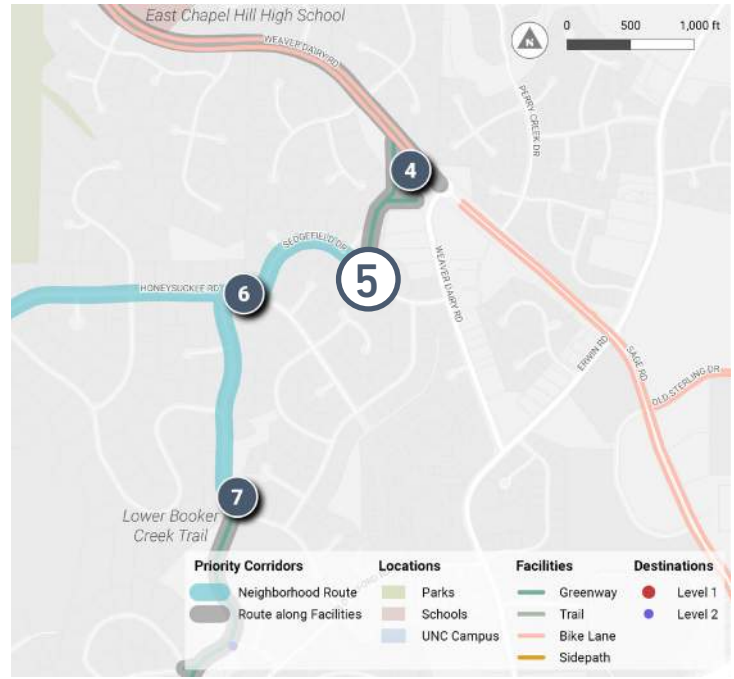 East Chapel Hill High School
0 500 1,000 ft
N
WEAVER DAIRY RD
PERRY CREEK DR
4
SEDGEFIELD DR
5
WEAVER DAIRY RD
HONEYSUCKLE RD
6
ERWIN RD
SAGE RD
OLD STERLING DR
7
Lower Booker
Creek Trail
Priority Corridors
Neighborhood Route
Route along Facilities
Locations
Parks
Schools
UNC Campus
Facilities
Greenway
Trail
Bike Lane
Sidepath
Destinations
Level 1
Level 2